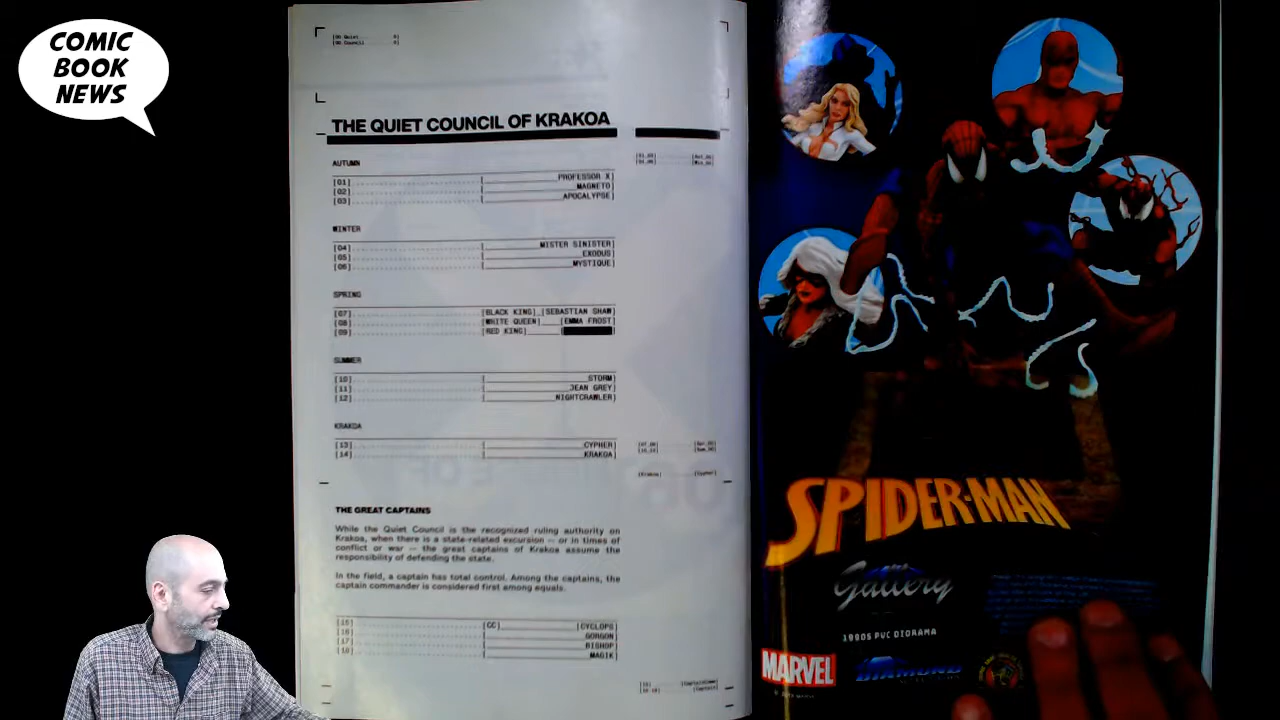 COMIC
BOOK
NEWS
THE QUIET COUNCIL OF KRAKOA
AUTUMN
[01] [PROFESSOR X]
[02] [MAGNETO]
[03] [APOCALYPSE]
WINTER
[04] [MISTER SINISTER]
[05] [EXODUS]
[06] [MYSTIQUE]
SPRING
[07] [BLACK KING] [SEBASTIAN SHAW]
[08] [WHITE QUEEN] [EMMA FROST]
[09] [RED KING]
SUMMER
[10] [STORM]
[11] [JEAN GREY]
[12] [NIGHTCRAWLER]
KRAKOA
[13] [CYPHER]
[14] [KRAKOA]
THE GREAT CAPTAINS
While the Quiet Council is the recognized ruling authority on
Krakoa, when there is a state-related excursion — or in times of
conflict or war — the great captains of Krakoa assume the
responsibility of defending the state.
In the field, a captain has total control. Among the captains, the
captain commander is considered first among equals.
[15] [CC] [CYCLOPS]
[16] [GORGON]
[17] [BISHOP]
[18] [MAGIK]
SPIDER-MAN
Gallery
1990S PVC DIORAMA
MARVEL
DIAMOND